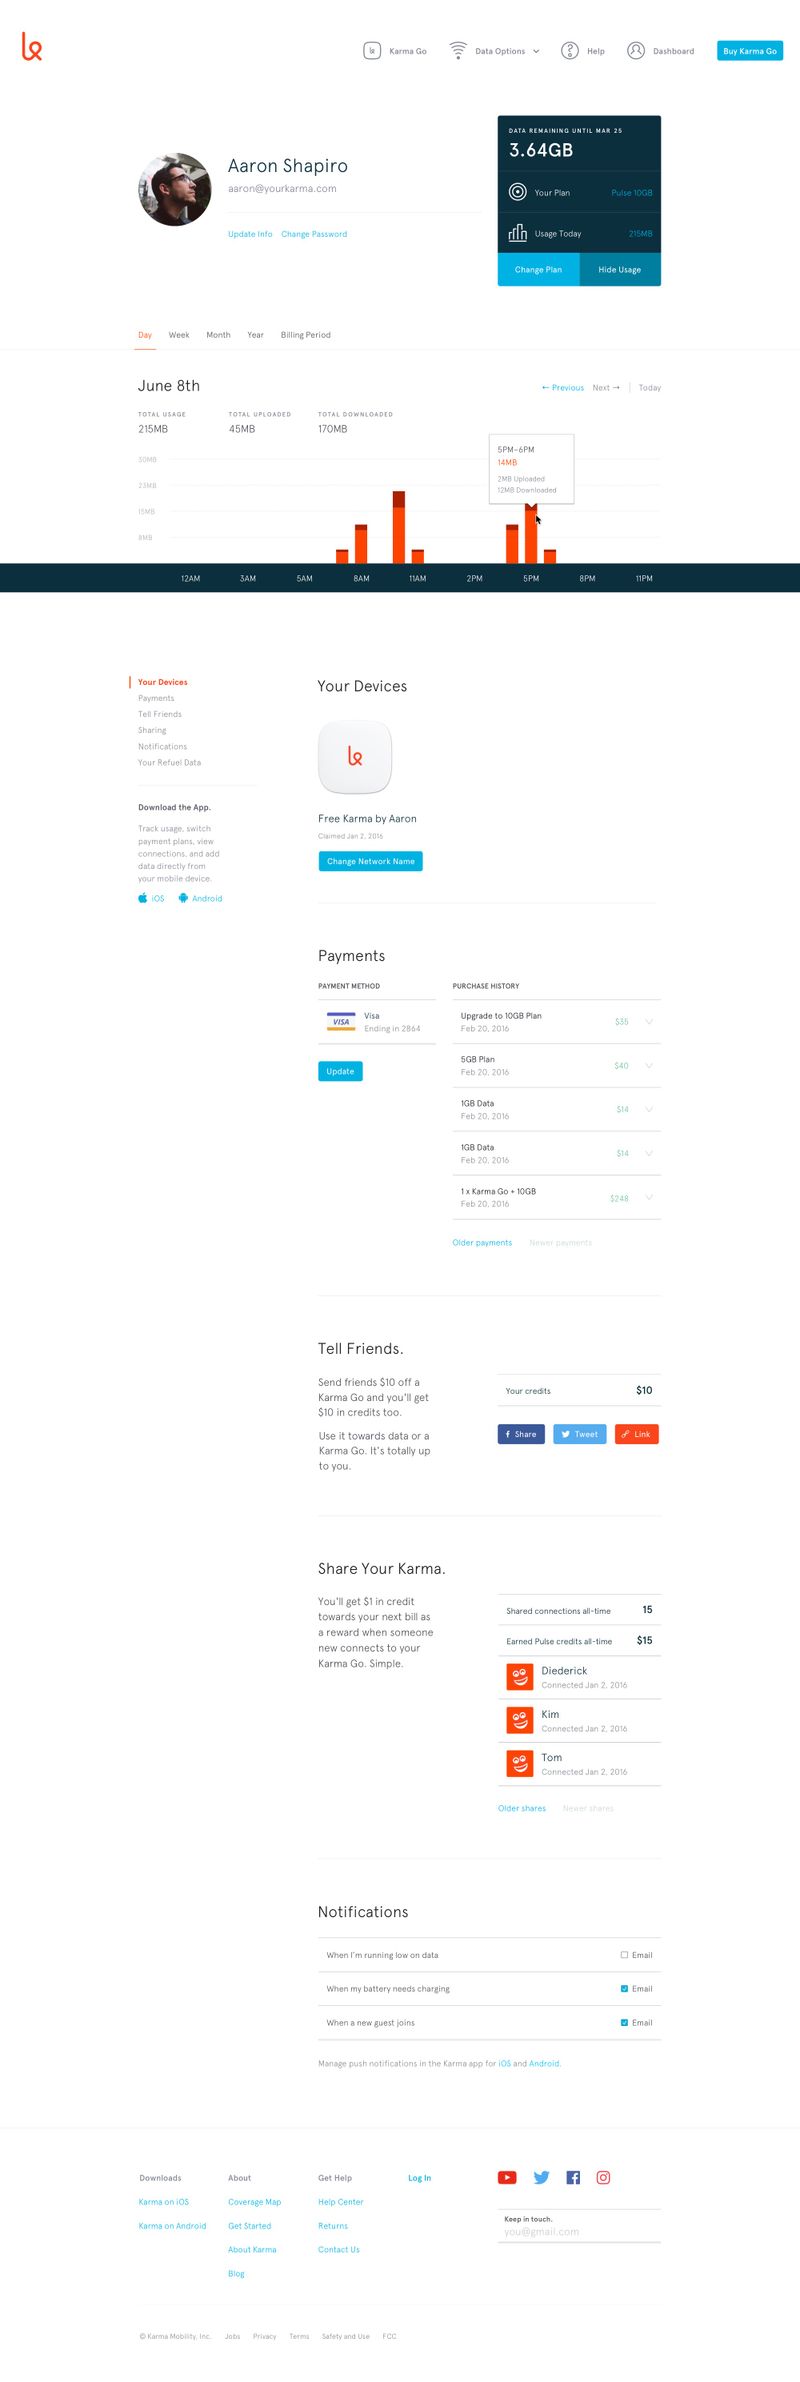 Karma Go
Data Options
Help
Dashboard
Buy Karma Go
Aaron Shapiro
aaron@yourkarma.com
Update Info
Change Password
DATA REMAINING UNTIL MAR 25
3.64GB
Your Plan
Pulse 10GB
Usage Today
215MB
Change Plan
Hide Usage
Day
Week
Month
Year
Billing Period
June 8th
← Previous
Next →
Today
TOTAL USAGE
215MB
TOTAL UPLOADED
45MB
TOTAL DOWNLOADED
170MB
30MB
23MB
15MB
8MB
5PM-6PM
14MB
2MB Uploaded
12MB Downloaded
12AM
3AM
5AM
8AM
11AM
2PM
5PM
8PM
11PM
Your Devices
Payments
Tell Friends
Sharing
Notifications
Your Refuel Data
Download the App.
Track usage, switch
payment plans, view
connections, and add
data directly from
your mobile device.
iOS
Android
Your Devices
Free Karma by Aaron
Claimed Jan 2, 2016
Change Network Name
Payments
PAYMENT METHOD
VISA
Visa
Ending in 2864
Update
PURCHASE HISTORY
Upgrade to 10GB Plan
Feb 20, 2016
$35
5GB Plan
Feb 20, 2016
$40
1GB Data
Feb 20, 2016
$14
1GB Data
Feb 20, 2016
$14
1 x Karma Go + 10GB
Feb 20, 2016
$248
Older payments
Newer payments
Tell Friends.
Send friends $10 off a
Karma Go and you'll get
$10 in credits too.
Use it towards data or a
Karma Go. It's totally up
to you.
Your credits
$10
Share
Tweet
Link
Share Your Karma.
You'll get $1 in credit
towards your next bill as
a reward when someone
new connects to your
Karma Go. Simple.
Shared connections all-time
15
Earned Pulse credits all-time
$15
Diederick
Connected Jan 2, 2016
Kim
Connected Jan 2, 2016
Tom
Connected Jan 2, 2016
Older shares
Newer shares
Notifications
When I'm running low on data
Email
When my battery needs charging
Email
When a new guest joins
Email
Manage push notifications in the Karma app for iOS and Android.
Downloads
Karma on iOS
Karma on Android
About
Coverage Map
Get Started
About Karma
Blog
Get Help
Help Center
Returns
Contact Us
Log In
Keep in touch.
you@gmail.com
© Karma Mobility, Inc.
Jobs
Privacy
Terms
Safety and Use
FCC